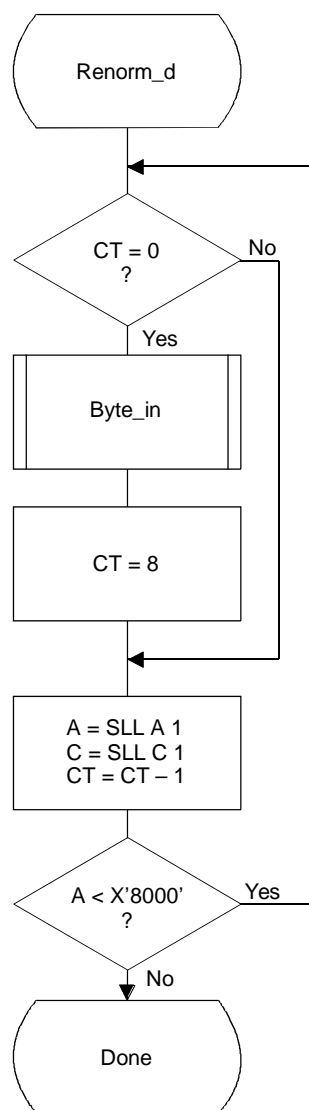 Renorm_d
CT = 0
?
No
Yes
Byte_in
CT = 8
A = SLL A 1
C = SLL C 1
CT = CT – 1
A < X’8000’
?
Yes
No
Done